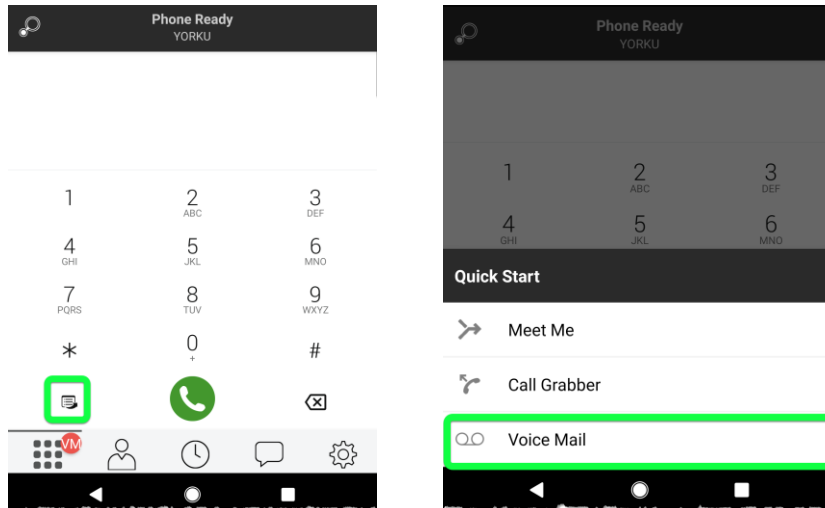 Phone Ready
YORKU
1
2
3
ABC
DEF
4
5
6
GHI
JKL
MNO
7
8
9
PQRS
TUV
WXYZ
*
0
#
+
VM
Phone Ready
YORKU
1
2
3
ABC
DEF
4
5
6
GHI
JKL
MNO
Quick Start
Meet Me
Call Grabber
Voice Mail